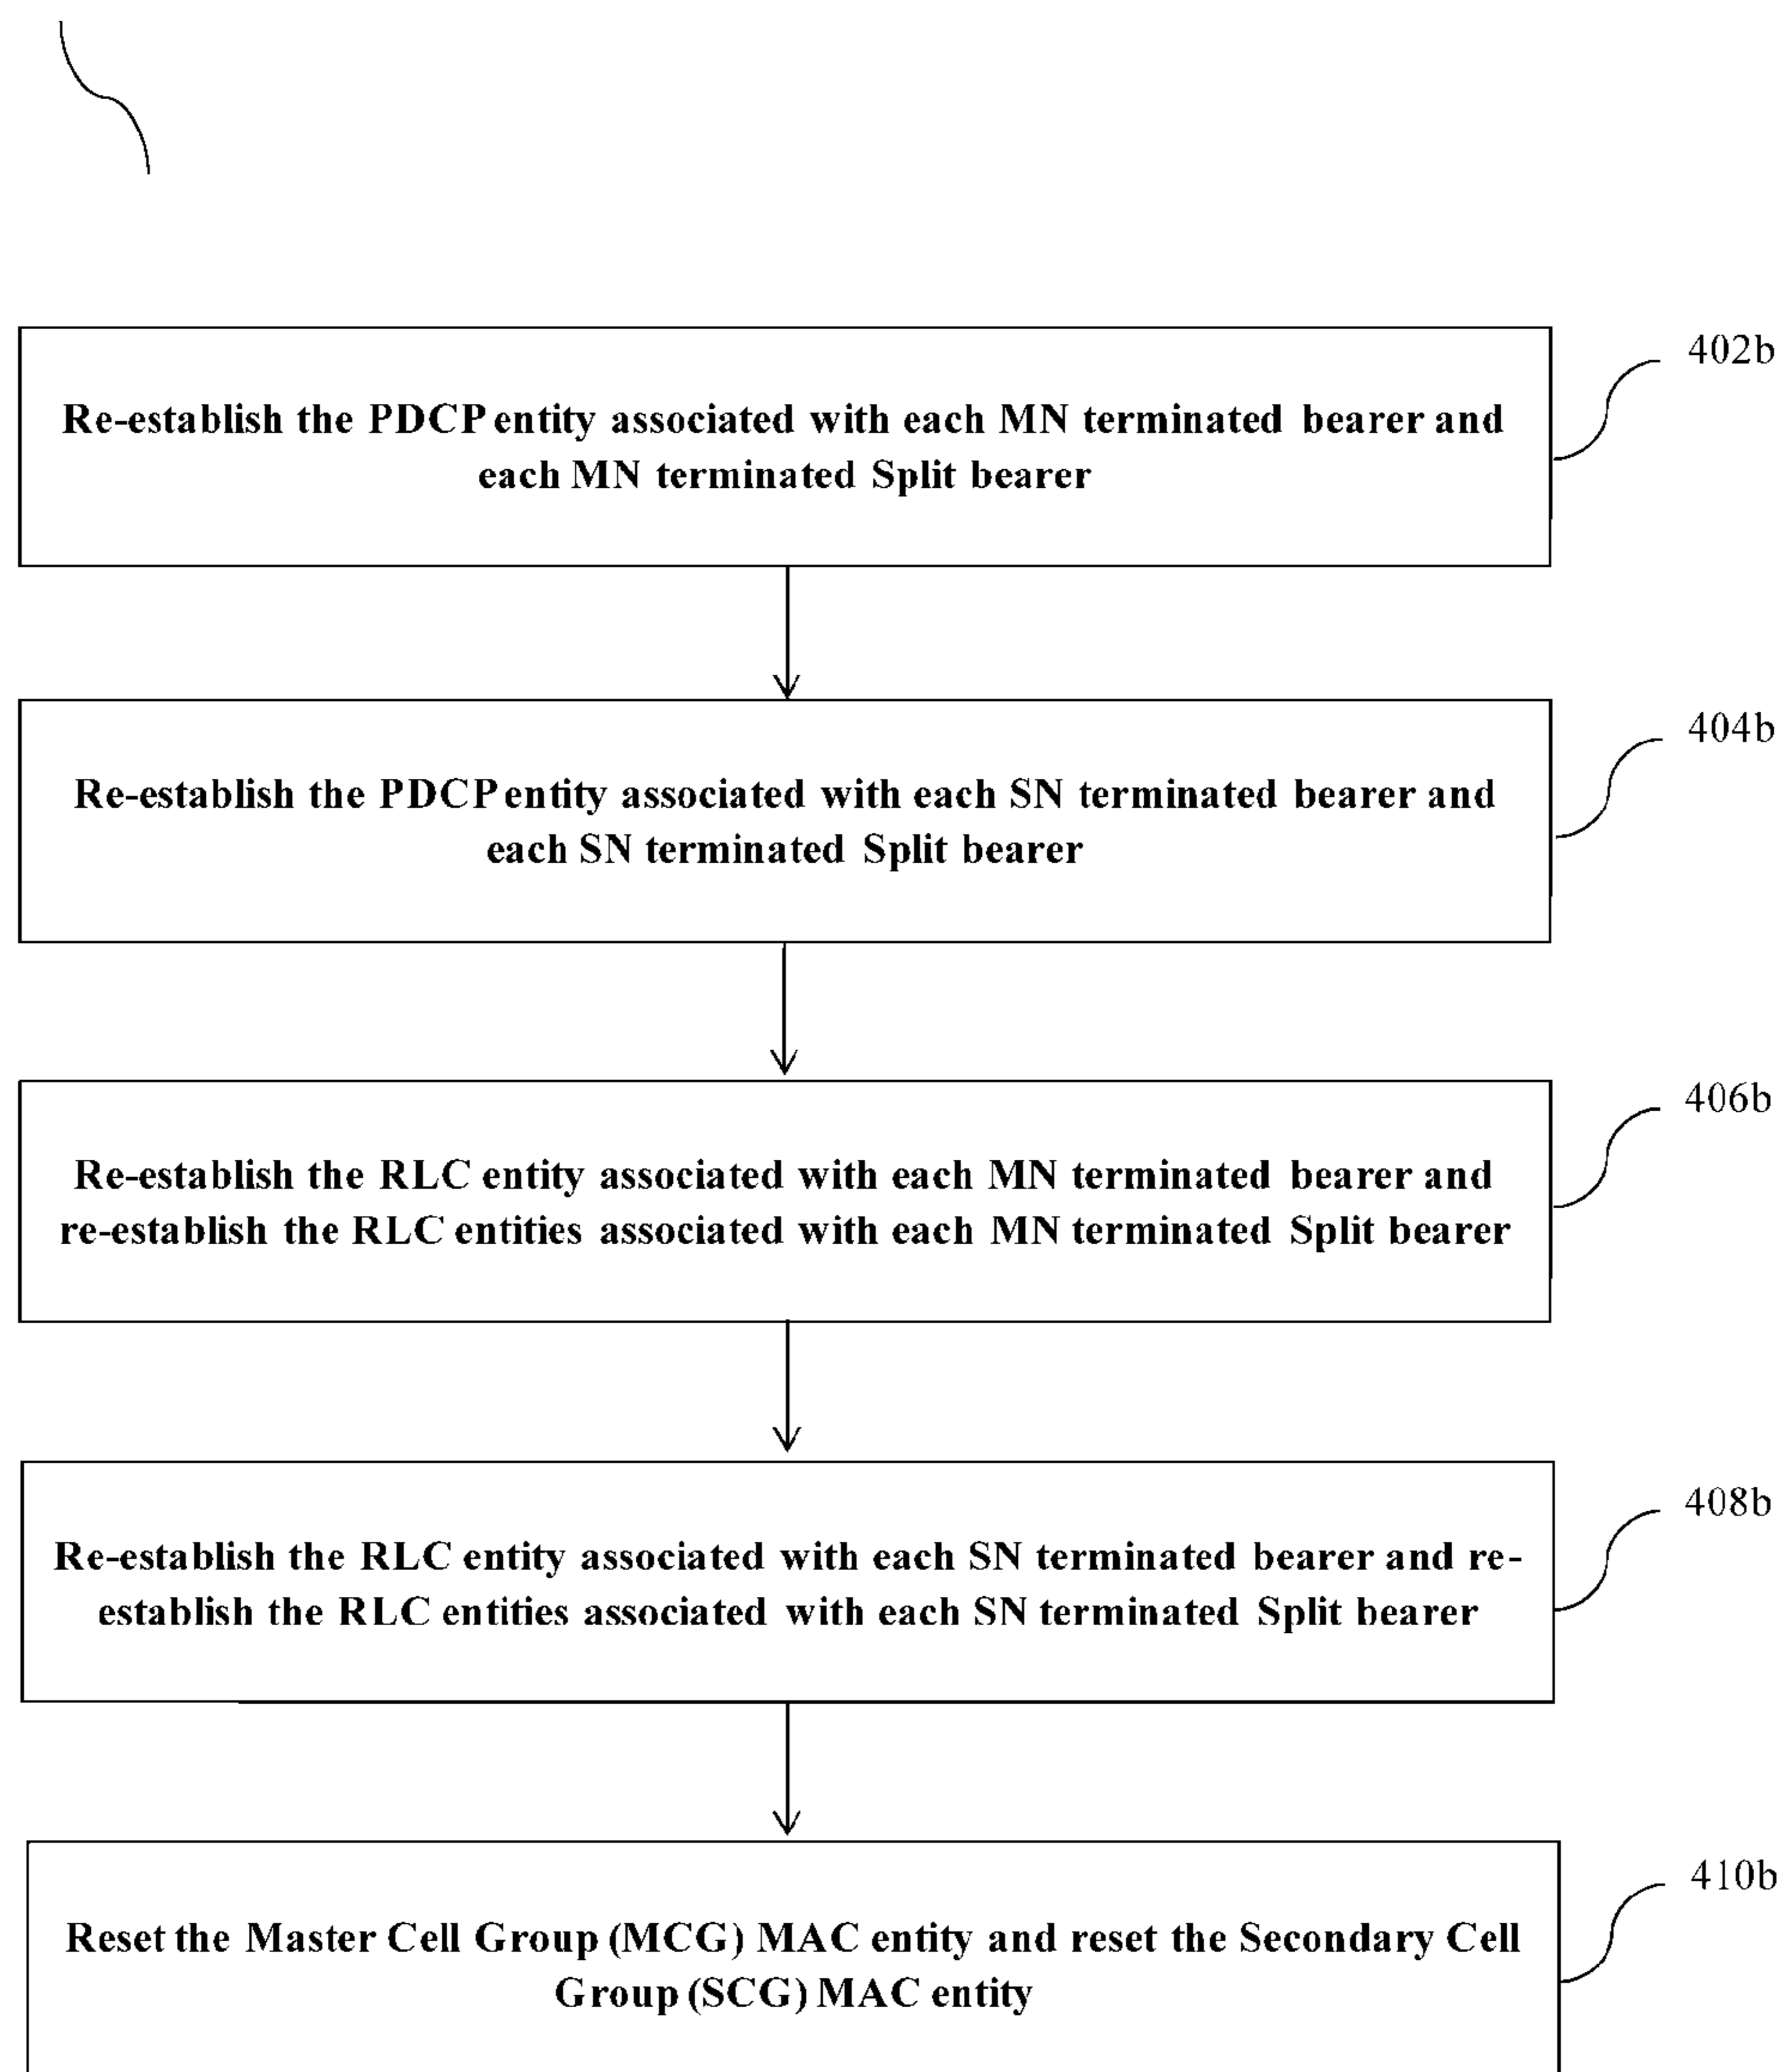 402b
Re-establish the PDCP entity associated with each MN terminated bearer and
each MN terminated Split bearer
404b
Re-establish the PDCP entity associated with each SN terminated bearer and
each SN terminated Split bearer
406b
Re-establish the RLC entity associated with each MN terminated bearer and
re-establish the RLC entities associated with each MN terminated Split bearer
408b
Re-establish the RLC entity associated with each SN terminated bearer and re-
establish the RLC entities associated with each SN terminated Split bearer
410b
Reset the Master Cell Group (MCG) MAC entity and reset the Secondary Cell
Group (SCG) MAC entity